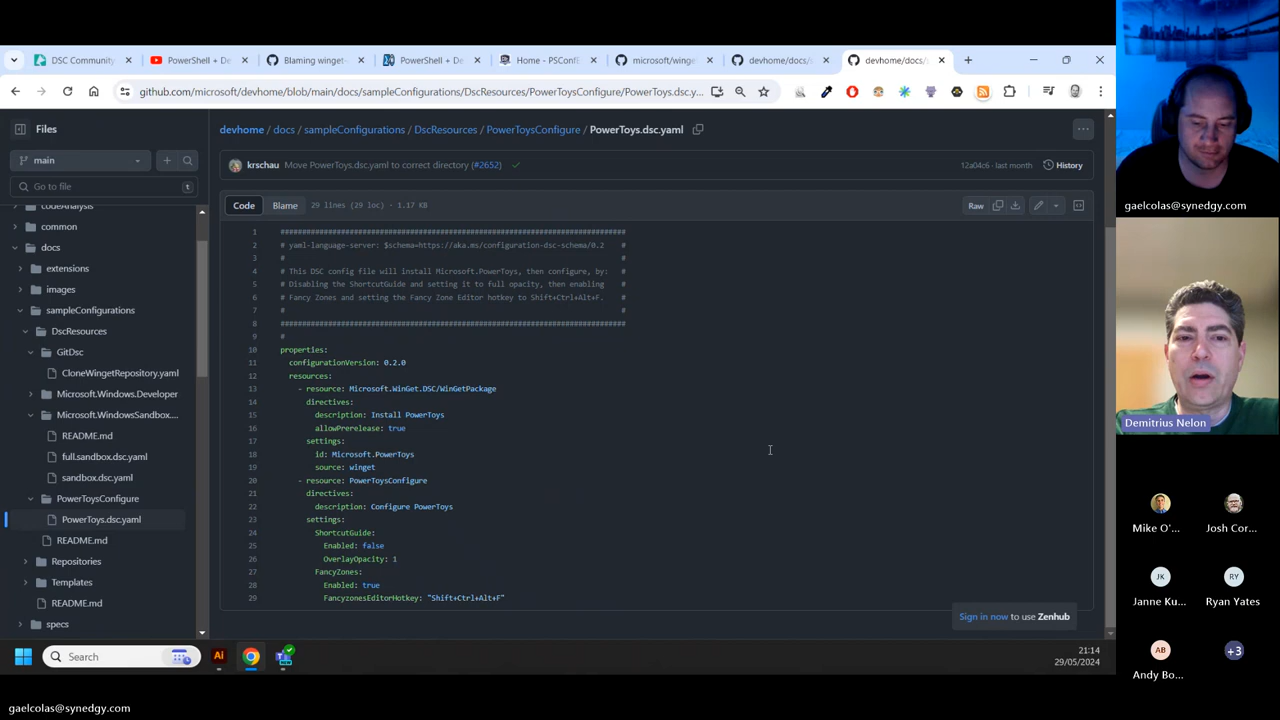 DSC Community
PowerShell + De
Blaming winget-
PowerShell + De
Home - PSConf
microsoft/winge
devhome/docs/
devhome/docs/
github.com/microsoft/devhome/blob/main/docs/sampleConfigurations/DscResources/PowerToysConfigure/PowerToys.dsc.y...
Files
main
Go to file
t
codeAnalysis
common
docs
extensions
images
sampleConfigurations
DscResources
GitDsc
CloneWingetRepository.yaml
Microsoft.Windows.Developer
Microsoft.WindowsSandbox...
README.md
full.sandbox.dsc.yaml
sandbox.dsc.yaml
PowerToysConfigure
PowerToys.dsc.yaml
README.md
Repositories
Templates
README.md
specs
devhome / docs / sampleConfigurations / DscResources / PowerToysConfigure / PowerToys.dsc.yaml
krschau Move PowerToys.dsc.yaml to correct directory (#2652)
12a04c6 · last month History
Code Blame 29 lines (29 loc) · 1.17 KB
Raw
1 ################################################################################
2 # yaml-language-server: $schema=https://aka.ms/configuration-dsc-schema/0.2 #
3 # #
4 # This DSC config file will install Microsoft.PowerToys, then configure, by: #
5 # Disabling the ShortcutGuide and setting it to full opacity, then enabling #
6 # Fancy Zones and setting the Fancy Zone Editor hotkey to Shift+Ctrl+Alt+F. #
7 # #
8 ################################################################################
9 #
10 properties:
11 configurationVersion: 0.2.0
12 resources:
13 - resource: Microsoft.WinGet.DSC/WinGetPackage
14 directives:
15 description: Install PowerToys
16 allowPrerelease: true
17 settings:
18 id: Microsoft.PowerToys
19 source: winget
20 - resource: PowerToysConfigure
21 directives:
22 description: Configure PowerToys
23 settings:
24 ShortcutGuide:
25 Enabled: false
26 OverlayOpacity: 1
27 FancyZones:
28 Enabled: true
29 FancyzonesEditorHotkey: "Shift+Ctrl+Alt+F"
Sign in now to use Zenhub
Search
Ai
21:14
29/05/2024
gaelcolas@synedgy.com
gaelcolas@synedgy.com
Demitrius Nelon
Mike O'...
Josh Cor...
JK
RY
Janne Ku...
Ryan Yates
AB
+3
Andy Bo...